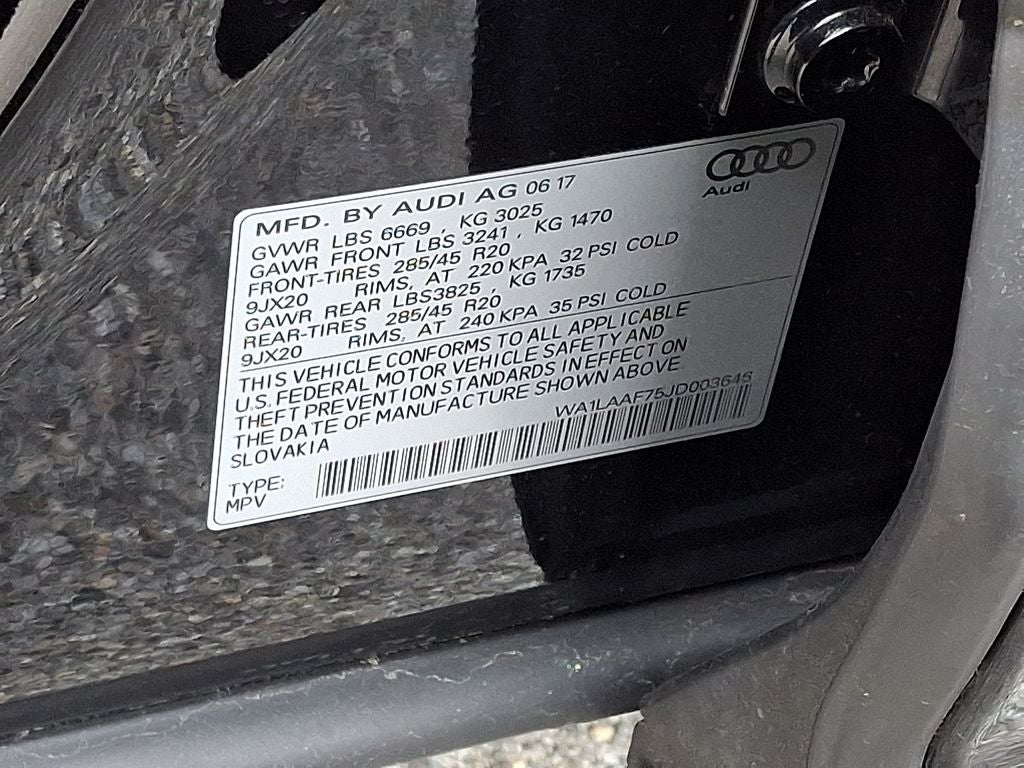 Audi
MFD. BY AUDI AG 06 17
GVWR LBS 6669 , KG 3025
GAWR FRONT LBS 3241 , KG 1470
FRONT-TIRES 285/45 R20
9JX20 RIMS, AT 220 KPA 32 PSI COLD
GAWR REAR LBS3825 , KG 1735
REAR-TIRES 285/45 R20
9JX20 RIMS, AT 240 KPA 35 PSI COLD
THIS VEHICLE CONFORMS TO ALL APPLICABLE
U.S. FEDERAL MOTOR VEHICLE SAFETY AND
THEFT PREVENTION STANDARDS IN EFFECT ON
THE DATE OF MANUFACTURE SHOWN ABOVE
SLOVAKIA
WA1LAAF75JD003645
TYPE:
MPV